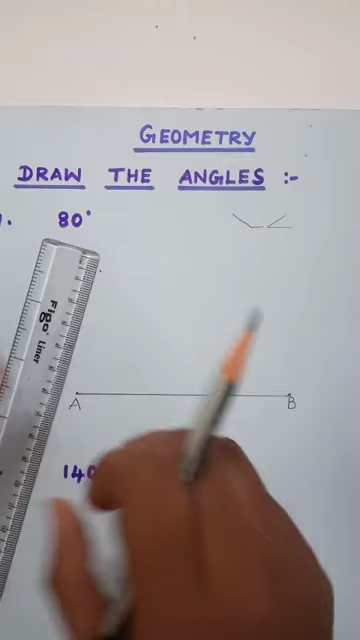 GEOMETRY
DRAW THE ANGLES :-
80°
Figo Liner
A B
140